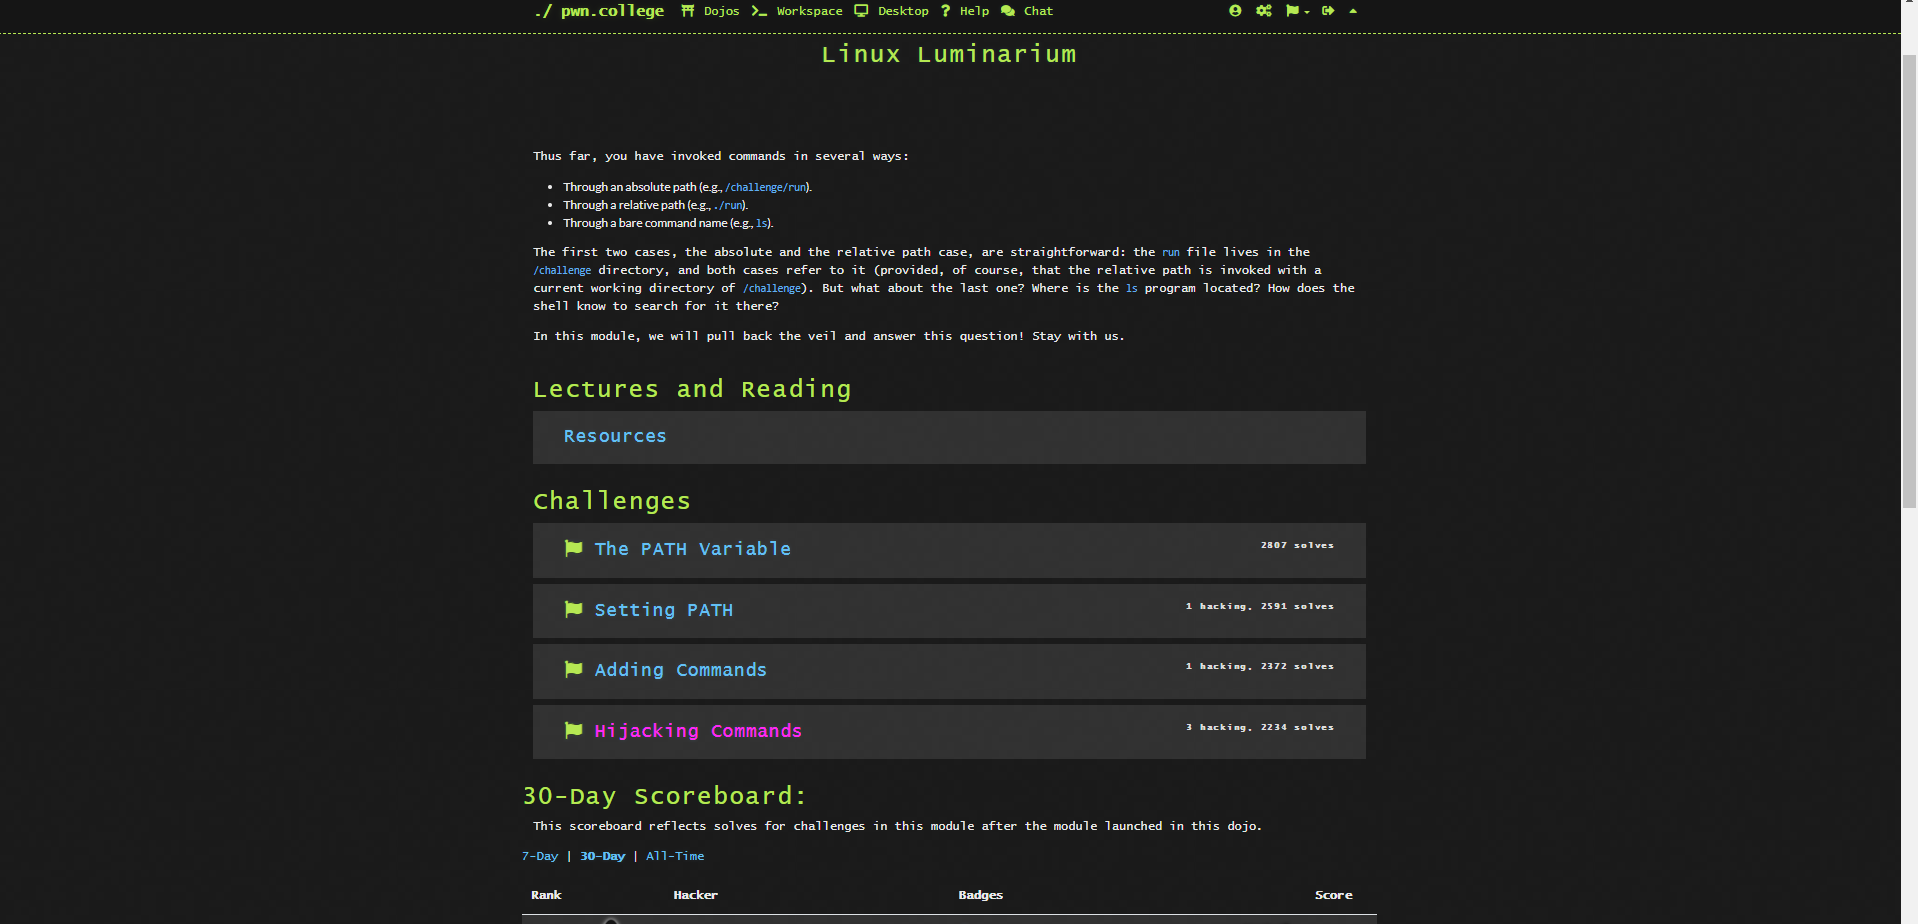 ./ pwn.college Dojos Workspace Desktop Help Chat
Linux Luminarium
Thus far, you have invoked commands in several ways:
• Through an absolute path (e.g., /challenge/run).
• Through a relative path (e.g., ./run).
• Through a bare command name (e.g., ls).
The first two cases, the absolute and the relative path case, are straightforward: the run file lives in the
/challenge directory, and both cases refer to it (provided, of course, that the relative path is invoked with a
current working directory of /challenge). But what about the last one? Where is the ls program located? How does the
shell know to search for it there?
In this module, we will pull back the veil and answer this question! Stay with us.
Lectures and Reading
Resources
Challenges
The PATH Variable 2807 solves
Setting PATH 1 hacking, 2591 solves
Adding Commands 1 hacking, 2372 solves
Hijacking Commands 3 hacking, 2234 solves
30-Day Scoreboard:
This scoreboard reflects solves for challenges in this module after the module launched in this dojo.
7-Day | 30-Day | All-Time
Rank Hacker Badges Score